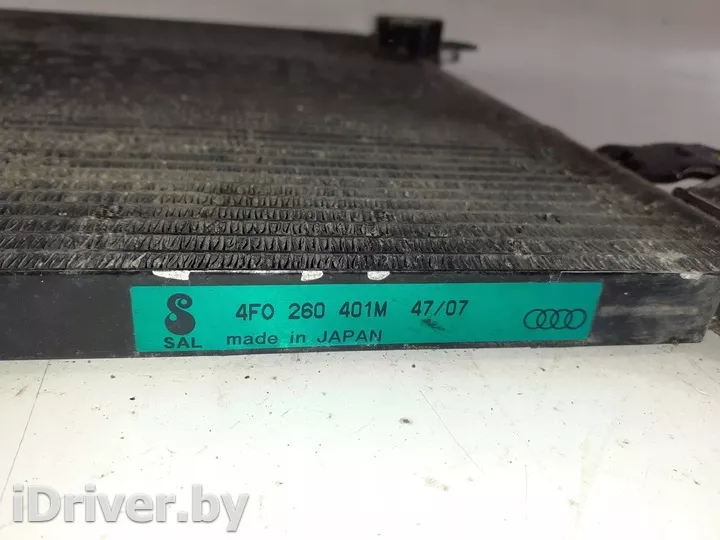 4F0 260 401M 47/07
SAL made in JAPAN
iDriver.by